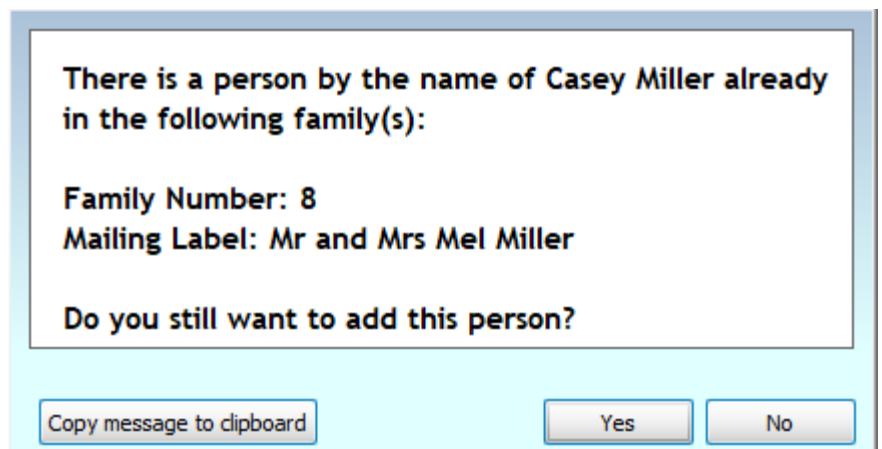 There is a person by the name of Casey Miller already
in the following family(s):
Family Number: 8
Mailing Label: Mr and Mrs Mel Miller
Do you still want to add this person?
Copy message to clipboard
Yes
No